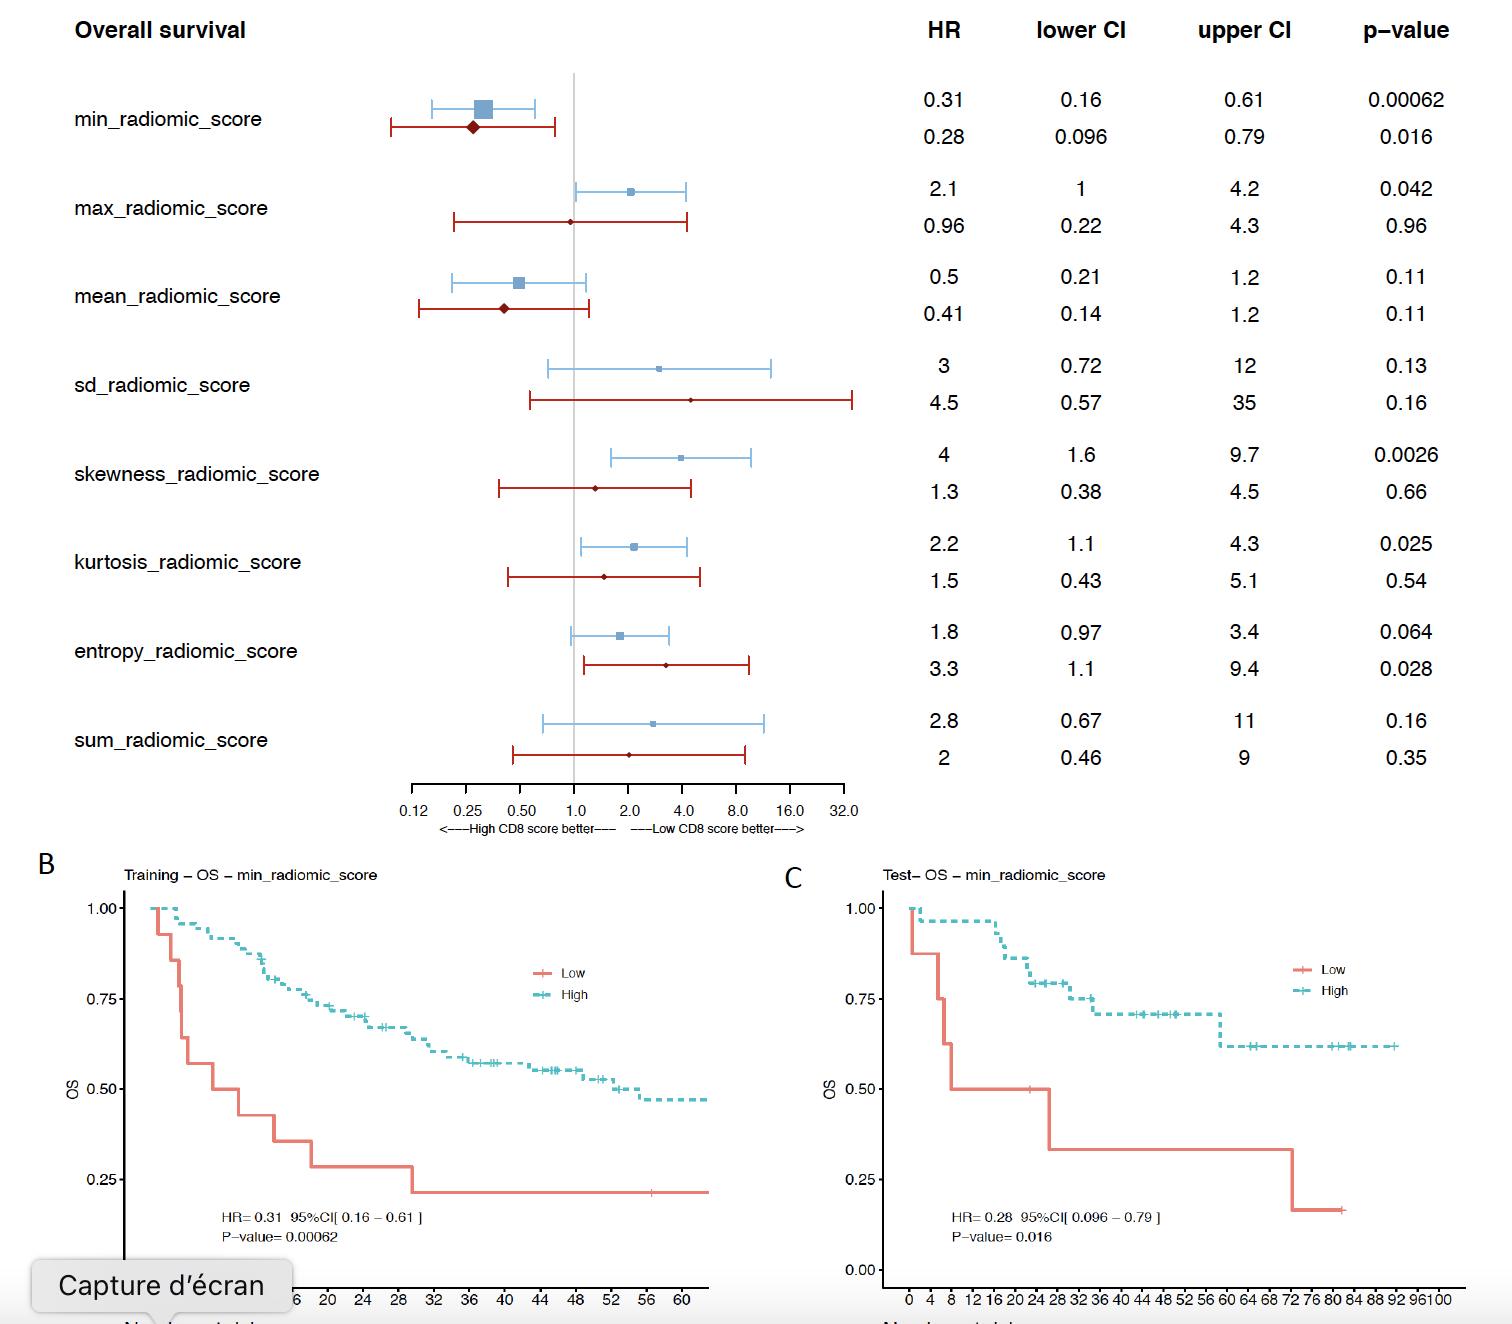 Overall survival HR lower CI upper CI p−value
min_radiomic_score 0.31 0.16 0.61 0.00062
0.28 0.096 0.79 0.016
max_radiomic_score 2.1 1 4.2 0.042
0.96 0.22 4.3 0.96
mean_radiomic_score 0.5 0.21 1.2 0.11
0.41 0.14 1.2 0.11
sd_radiomic_score 3 0.72 12 0.13
4.5 0.57 35 0.16
skewness_radiomic_score 4 1.6 9.7 0.0026
1.3 0.38 4.5 0.66
kurtosis_radiomic_score 2.2 1.1 4.3 0.025
1.5 0.43 5.1 0.54
entropy_radiomic_score 1.8 0.97 3.4 0.064
3.3 1.1 9.4 0.028
sum_radiomic_score 2.8 0.67 11 0.16
2 0.46 9 0.35
0.12 0.25 0.50 1.0 2.0 4.0 8.0 16.0 32.0
<−−−High CD8 score better−−− −−−Low CD8 score better−−−>
B
Training − OS − min_radiomic_score
1.00
0.75
0.50
0.25
OS
Low
High
HR= 0.31 95%CI[ 0.16 − 0.61 ]
P−value= 0.00062
6 20 24 28 32 36 40 44 48 52 56 60
Capture d’écran
C
Test− OS − min_radiomic_score
1.00
0.75
0.50
0.25
0.00
OS
Low
High
HR= 0.28 95%CI[ 0.096 − 0.79 ]
P−value= 0.016
0 4 8 12 16 20 24 28 32 36 40 44 48 52 56 60 64 68 72 76 80 84 88 92 96 100